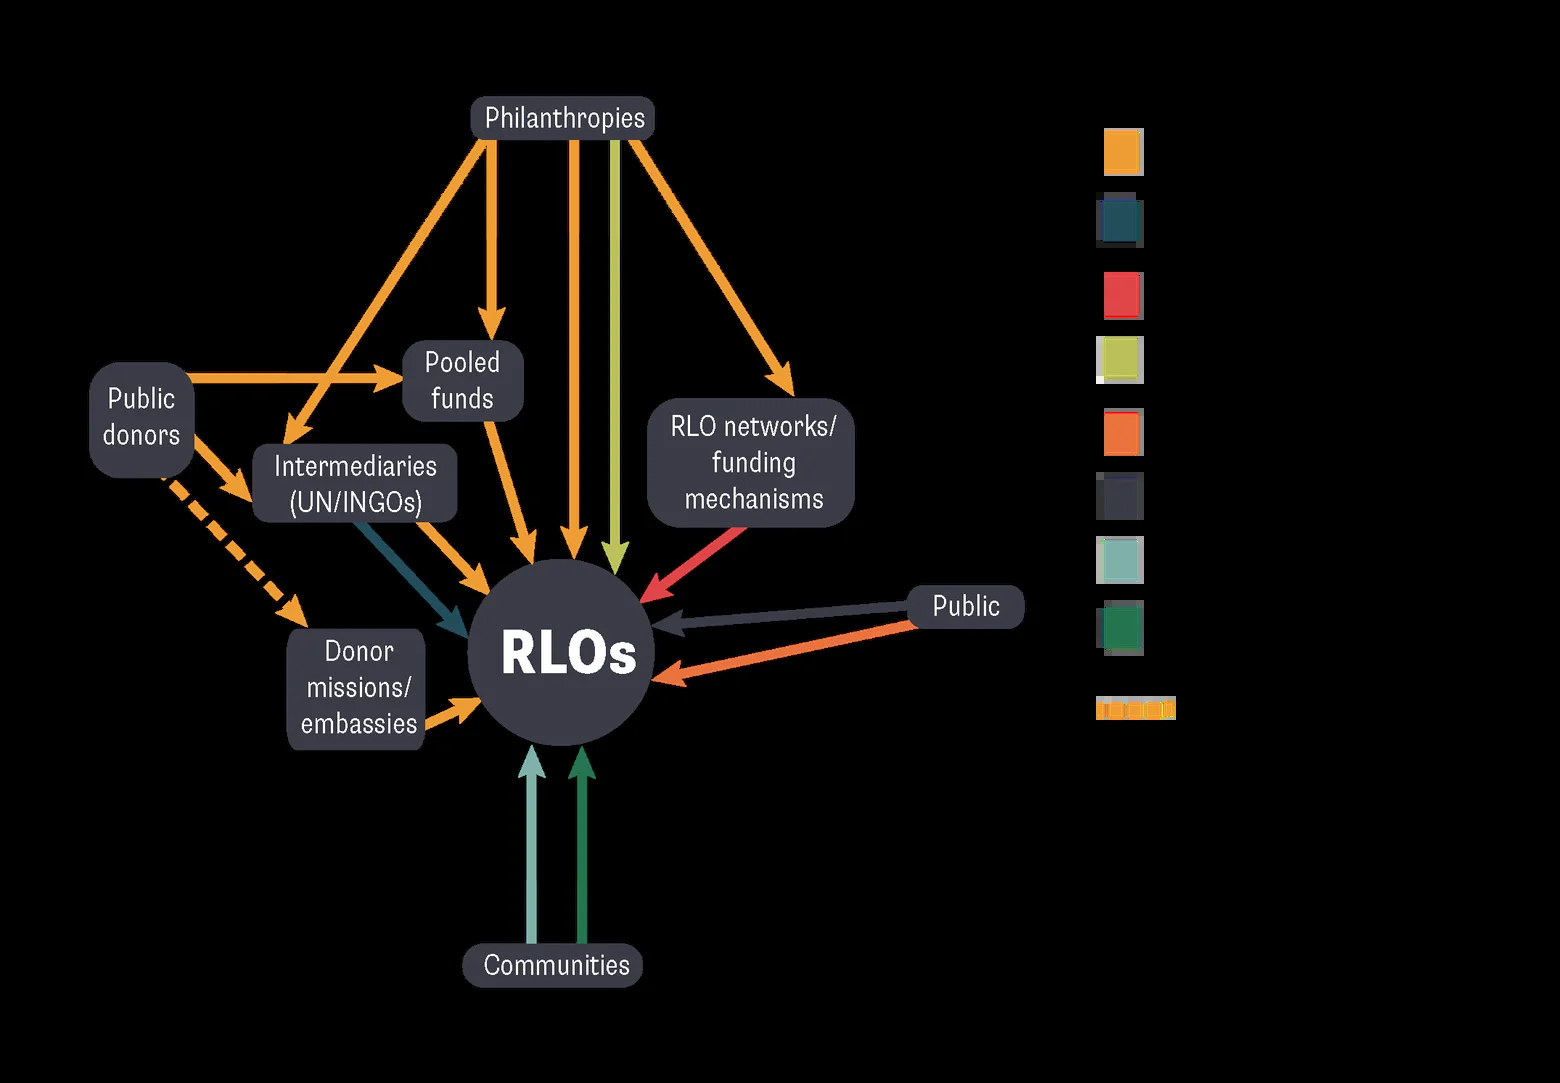 Philanthropies
Pooled
funds
Public
donors
RLO networks/
funding
mechanisms
Intermediaries
(UN/INGOs)
Public
RLOs
Donor
missions/
embassies
Communities